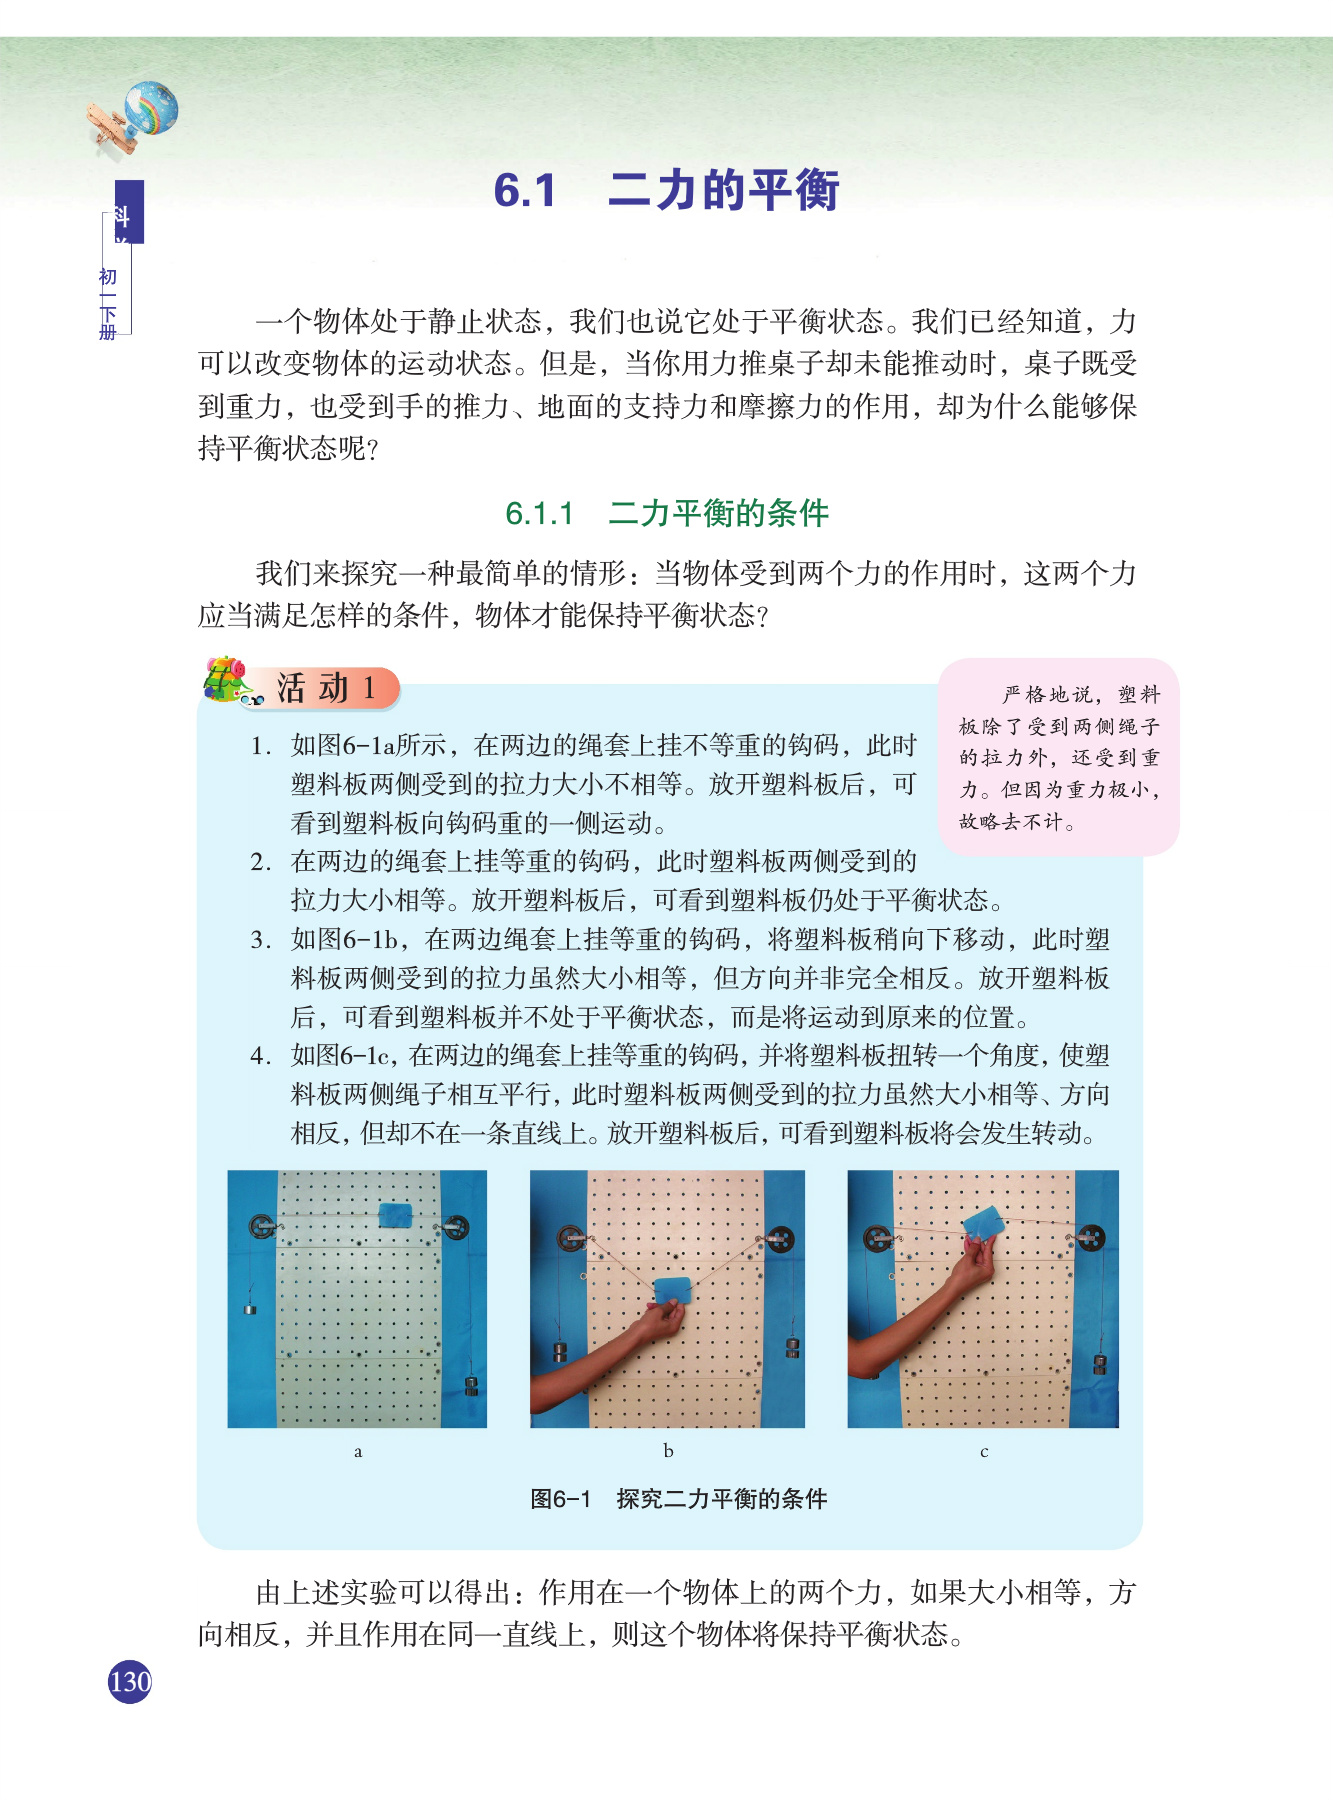 6.1 二力的平衡
科
初一下册
一个物体处于静止状态，我们也说它处于平衡状态。我们已经知道，力
可以改变物体的运动状态。但是，当你用力推桌子却未能推动时，桌子既受
到重力，也受到手的推力、地面的支持力和摩擦力的作用，却为什么能够保
持平衡状态呢？
6.1.1 二力平衡的条件
我们来探究一种最简单的情形：当物体受到两个力的作用时，这两个力
应当满足怎样的条件，物体才能保持平衡状态？
活动1
严格地说，塑料
板除了受到两侧绳子
的拉力外，还受到重
力。但因为重力极小，
故略去不计。
1. 如图6-1a所示，在两边的绳套上挂不等重的钩码，此时
塑料板两侧受到的拉力大小不相等。放开塑料板后，可
看到塑料板向钩码重的一侧运动。
2. 在两边的绳套上挂等重的钩码，此时塑料板两侧受到的
拉力大小相等。放开塑料板后，可看到塑料板仍处于平衡状态。
3. 如图6-1b，在两边绳套上挂等重的钩码，将塑料板稍向下移动，此时塑
料板两侧受到的拉力虽然大小相等，但方向并非完全相反。放开塑料板
后，可看到塑料板并不处于平衡状态，而是将运动到原来的位置。
4. 如图6-1c，在两边的绳套上挂等重的钩码，并将塑料板扭转一个角度，使塑
料板两侧绳子相互平行，此时塑料板两侧受到的拉力虽然大小相等、方向
相反，但却不在一条直线上。放开塑料板后，可看到塑料板将会发生转动。
a
b
c
图6-1 探究二力平衡的条件
由上述实验可以得出：作用在一个物体上的两个力，如果大小相等，方
向相反，并且作用在同一直线上，则这个物体将保持平衡状态。
130